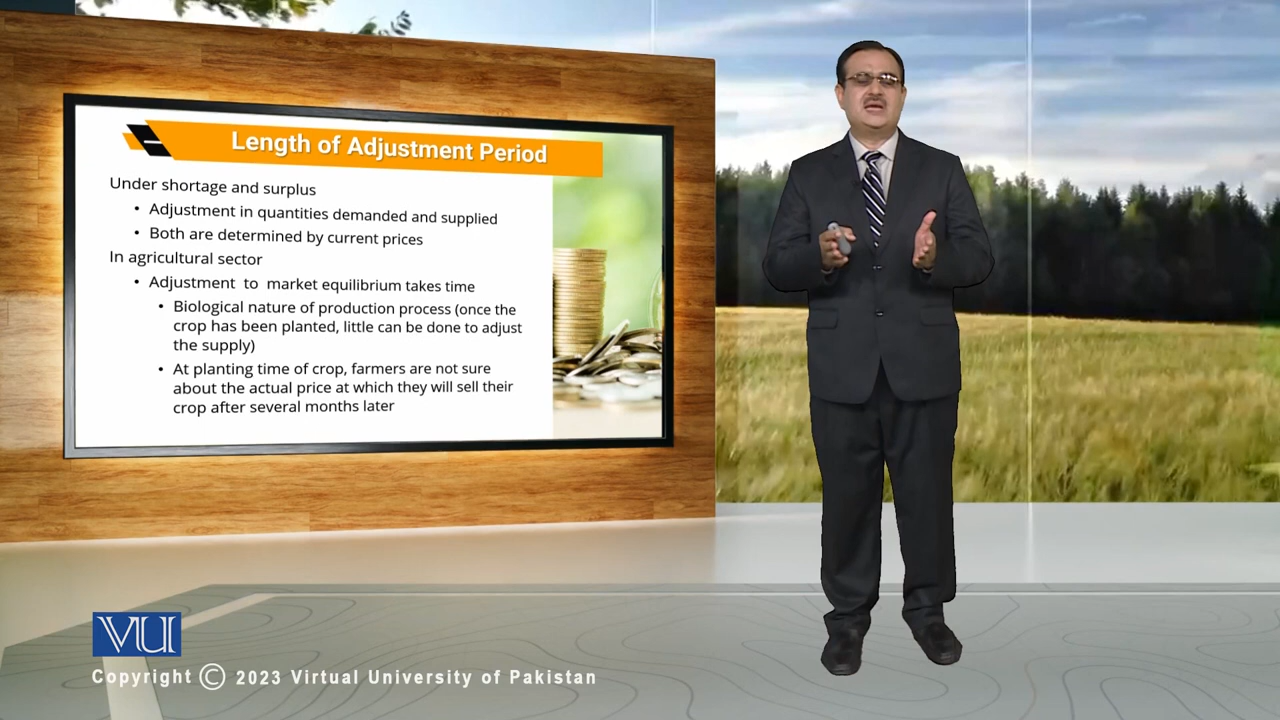 Length of Adjustment Period
Under shortage and surplus
• Adjustment in quantities demanded and supplied
• Both are determined by current prices
In agricultural sector
• Adjustment to market equilibrium takes time
• Biological nature of production process (once the
crop has been planted, little can be done to adjust
the supply)
• At planting time of crop, farmers are not sure
about the actual price at which they will sell their
crop after several months later
VU
Copyright © 2023 Virtual University of Pakistan